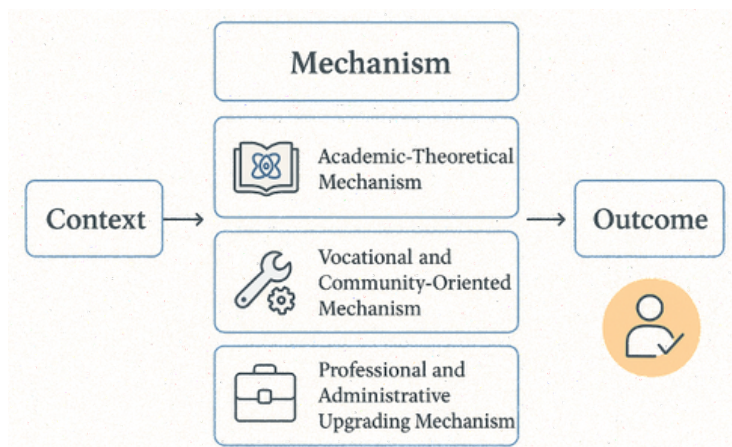 Mechanism
Academic-Theoretical
Mechanism
Context
Outcome
Vocational and
Community-Oriented
Mechanism
Professional and
Administrative
Upgrading Mechanism